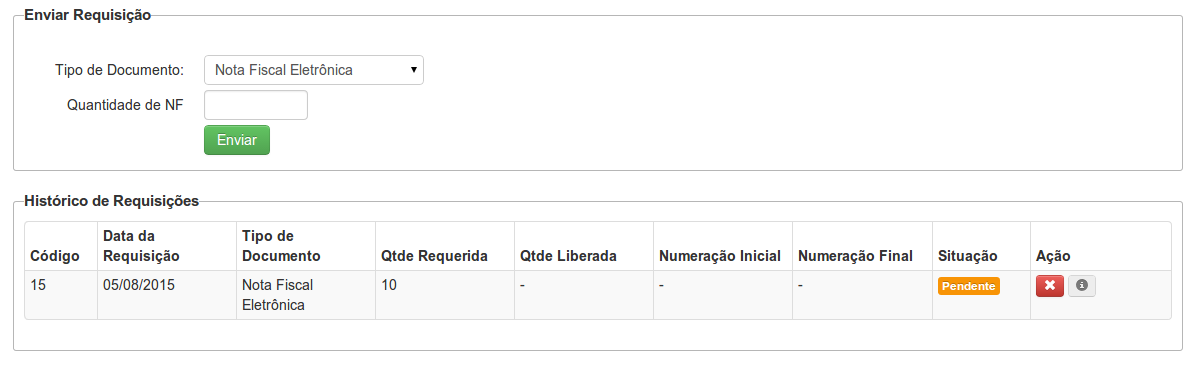 Enviar Requisição
Tipo de Documento: Nota Fiscal Eletrônica
Quantidade de NF
Enviar
Histórico de Requisições
Código Data da Requisição Tipo de Documento Qtde Requerida Qtde Liberada Numeração Inicial Numeração Final Situação Ação
15 05/08/2015 Nota Fiscal Eletrônica 10 - - - Pendente